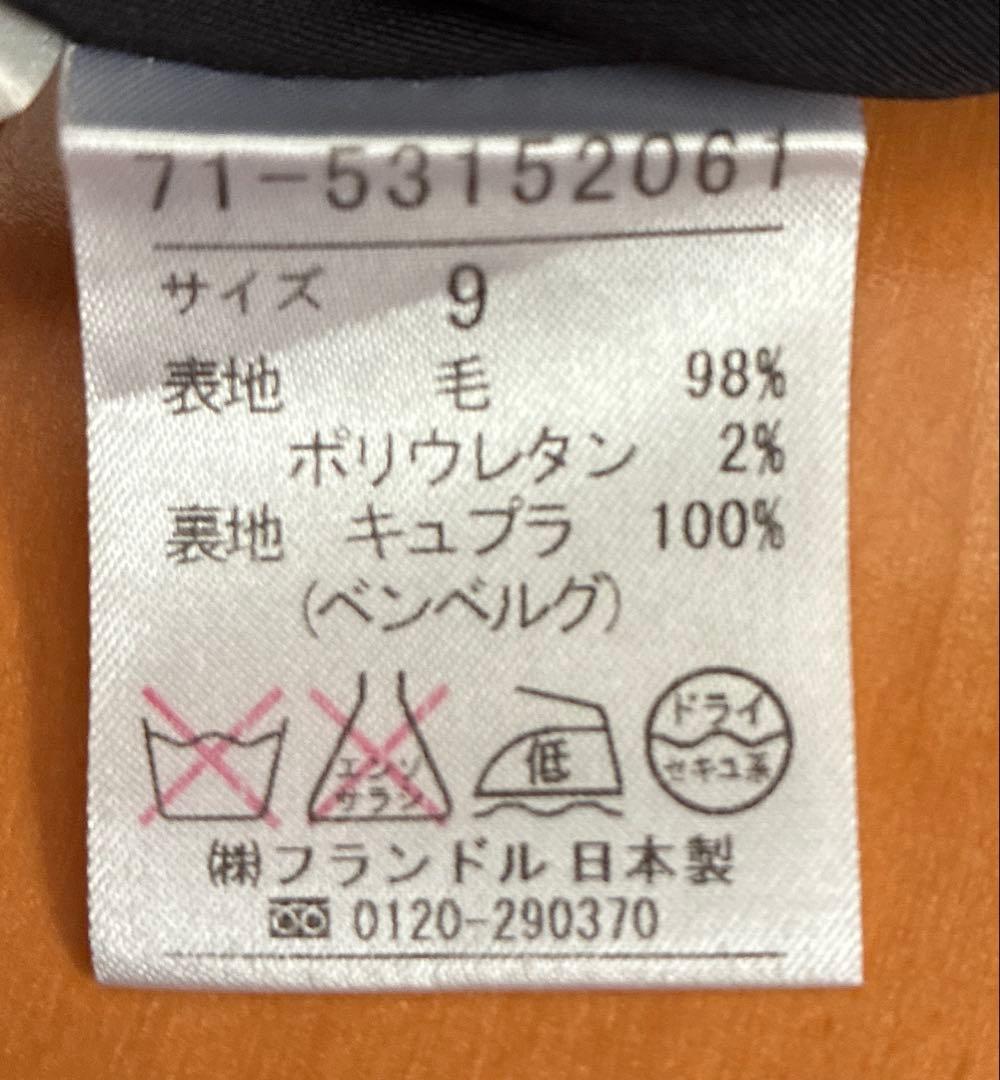 71-53152061
サイズ 9
表地 毛 98%
ポリウレタン 2%
裏地 キュプラ 100%
(ベンベルグ)
エンソ
サラシ
低
ドライ
セキユ系
㈱フランドル 日本製
0120-290370